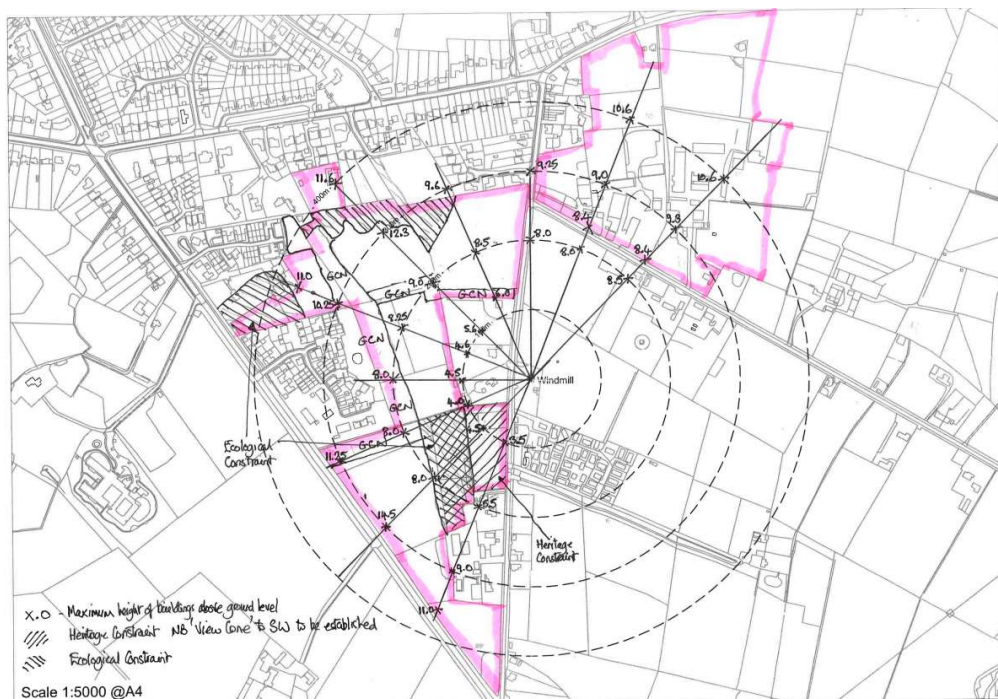 10.6
9.25
11.6
400m
9.6
9.0
12.3
8.4
9.8
8.5
8.0
8.0
8.4
11.0
GCN
9.0
8.5
10.25
GCN
GCN
6.0
8.25
5.6
GCN
4.6
8.0
4.5
Windmill
GCN
4.0
8.0
GCN
3.5
Ecological
Constraint
11.25
8.0
5.5
14.5
Heritage
Constraint
9.0
11.0
X.0 - Maximum height of buildings above ground level
Heritage Constraint NB 'View Cone' to SW to be established
Ecological Constraint
Scale 1:5000 @A4